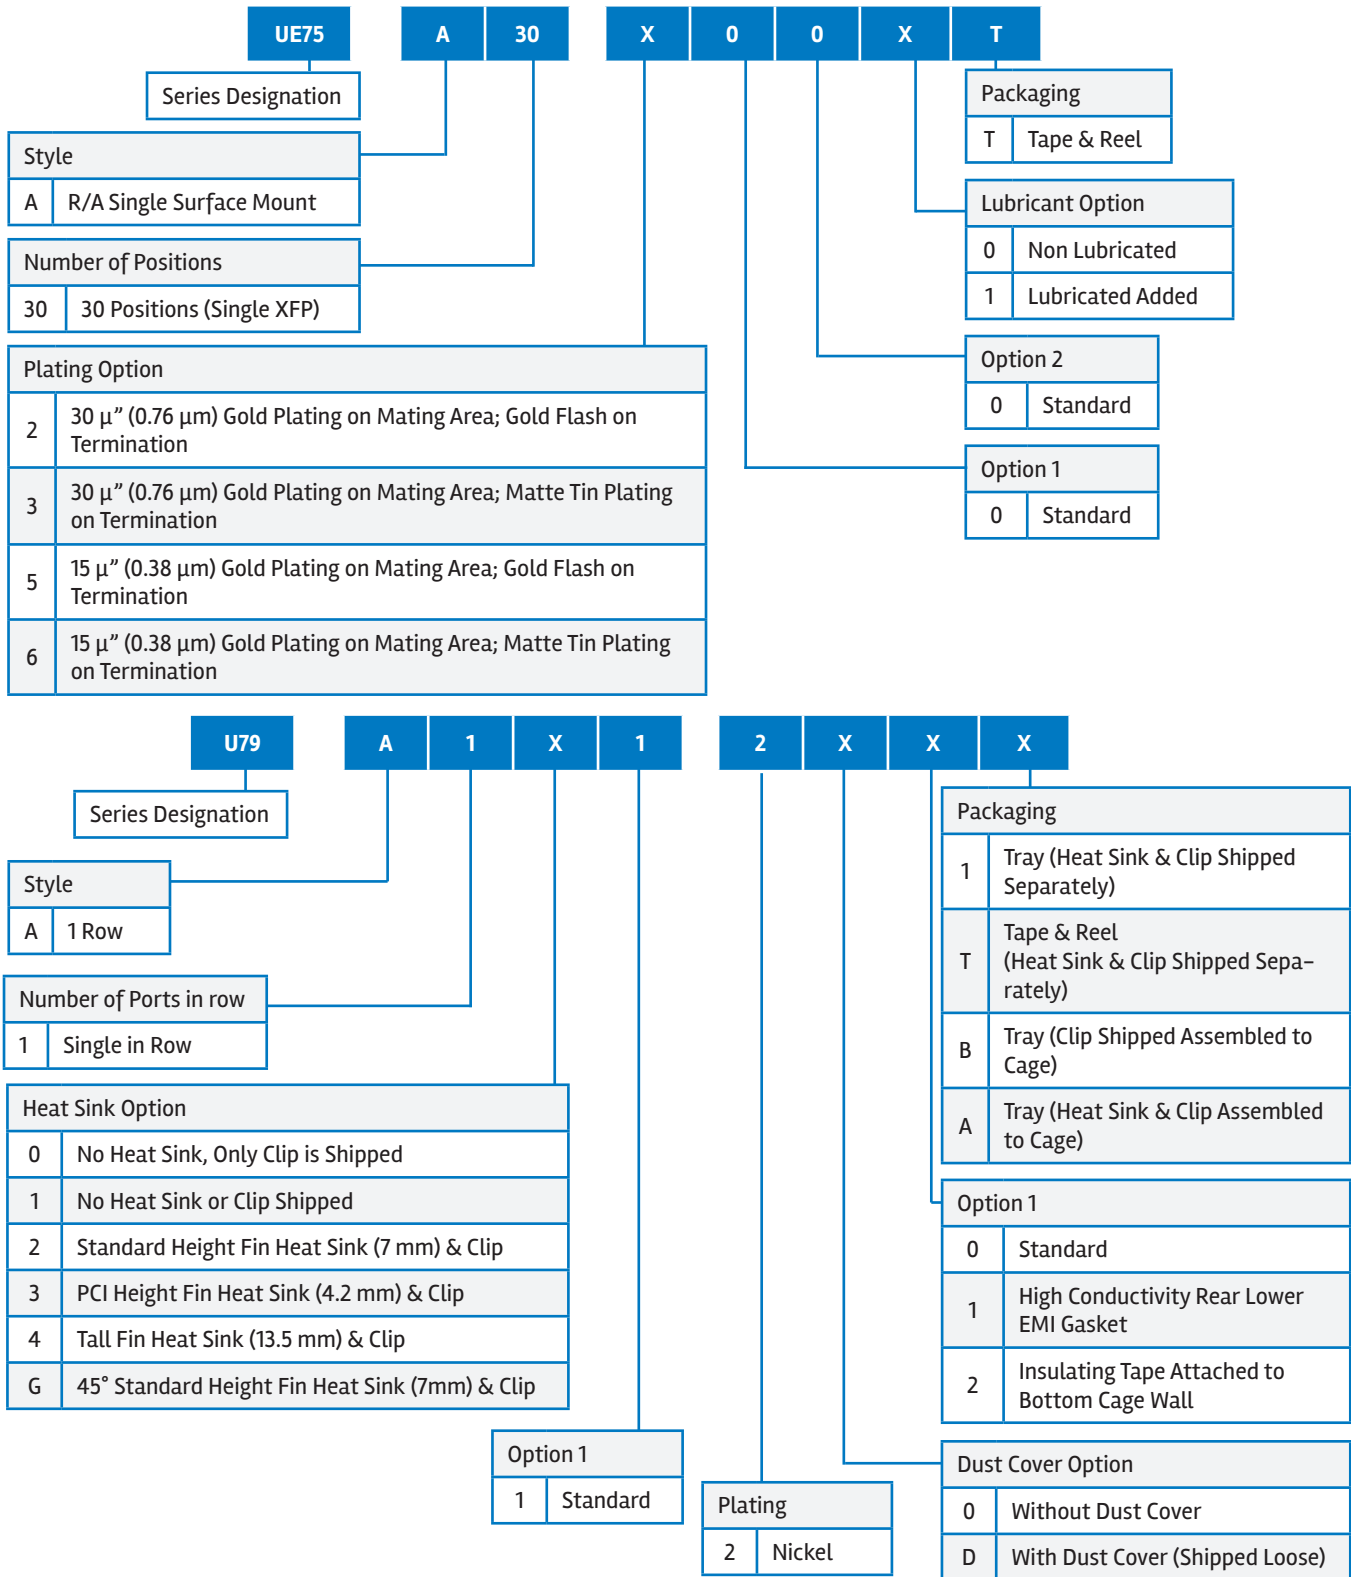 UE75 A 30 X 0 0 X T
Series Designation
Style
A R/A Single Surface Mount
Number of Positions
30 30 Positions (Single XFP)
Plating Option
2 30 µ” (0.76 µm) Gold Plating on Mating Area; Gold Flash on
Termination
3 30 µ” (0.76 µm) Gold Plating on Mating Area; Matte Tin Plating
on Termination
5 15 µ” (0.38 µm) Gold Plating on Mating Area; Gold Flash on
Termination
6 15 µ” (0.38 µm) Gold Plating on Mating Area; Matte Tin Plating
on Termination
Packaging
T Tape & Reel
Lubricant Option
0 Non Lubricated
1 Lubricated Added
Option 2
0 Standard
Option 1
0 Standard
U79 A 1 X 1 2 X X X
Series Designation
Style
A 1 Row
Number of Ports in row
1 Single in Row
Heat Sink Option
0 No Heat Sink, Only Clip is Shipped
1 No Heat Sink or Clip Shipped
2 Standard Height Fin Heat Sink (7 mm) & Clip
3 PCI Height Fin Heat Sink (4.2 mm) & Clip
4 Tall Fin Heat Sink (13.5 mm) & Clip
G 45° Standard Height Fin Heat Sink (7mm) & Clip
Option 1
1 Standard
Plating
2 Nickel
Packaging
1 Tray (Heat Sink & Clip Shipped
Separately)
T Tape & Reel
(Heat Sink & Clip Shipped Sepa-
rately)
B Tray (Clip Shipped Assembled to
Cage)
A Tray (Heat Sink & Clip Assembled
to Cage)
Option 1
0 Standard
1 High Conductivity Rear Lower
EMI Gasket
2 Insulating Tape Attached to
Bottom Cage Wall
Dust Cover Option
0 Without Dust Cover
D With Dust Cover (Shipped Loose)